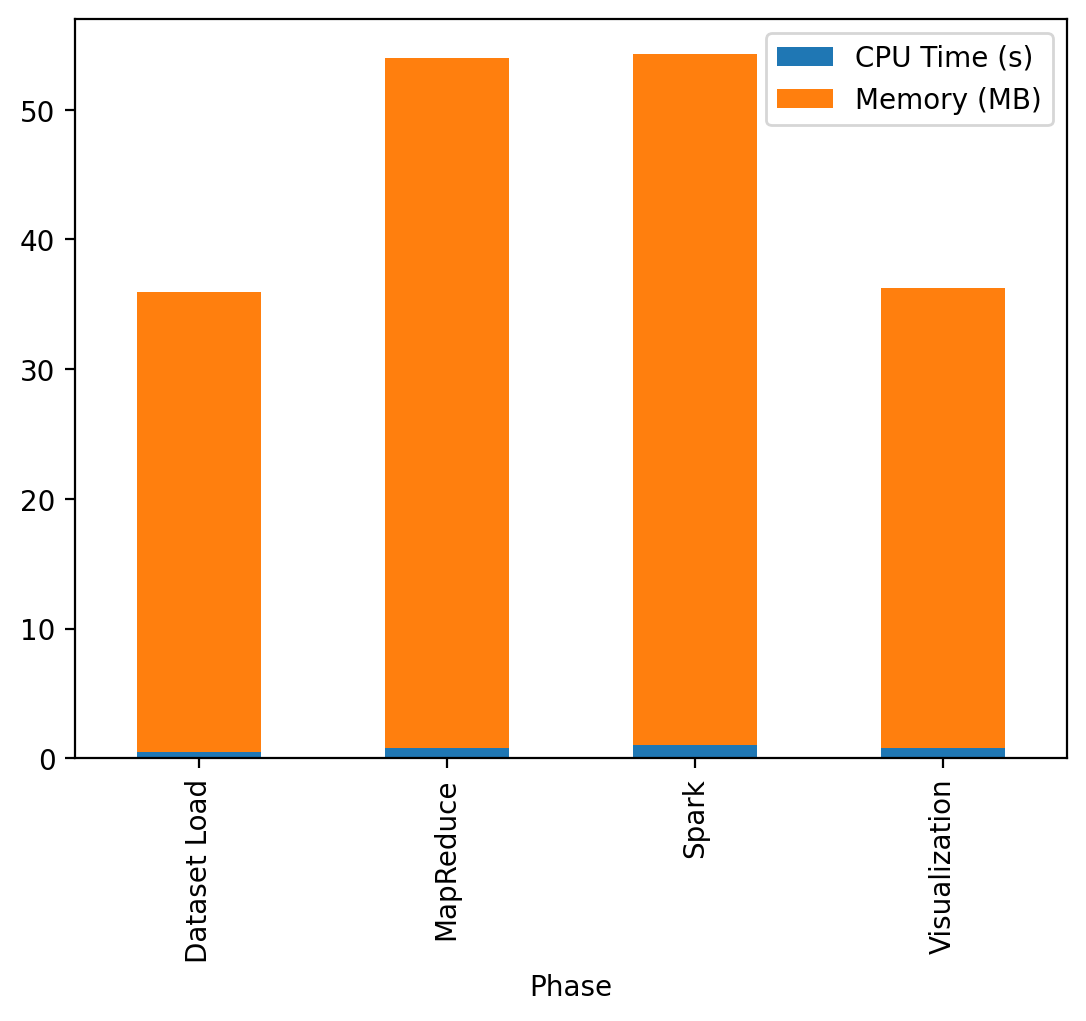 CPU Time (s)
Memory (MB)
50
40
30
20
10
0
Dataset Load
MapReduce
Spark
Visualization
Phase